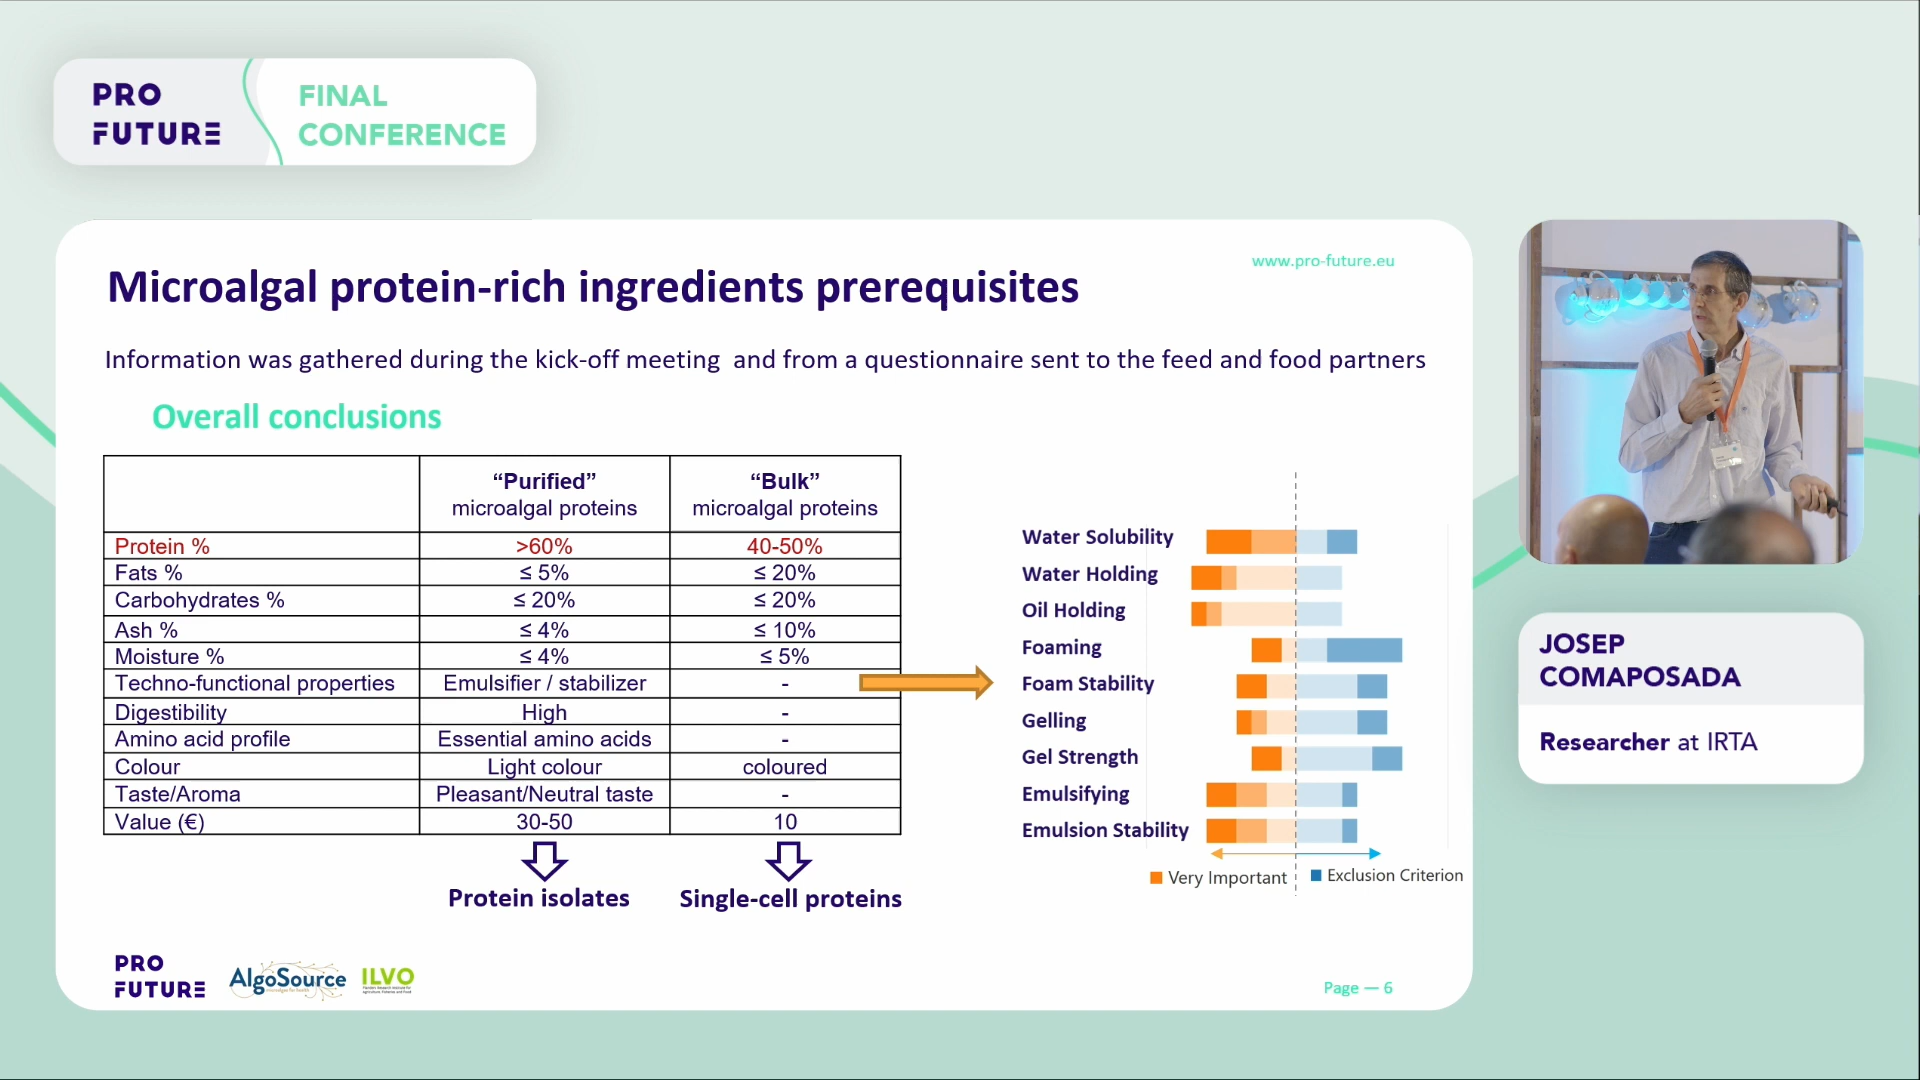 PRO
FUTURE
FINAL
CONFERENCE
www.pro-future.eu
Microalgal protein-rich ingredients prerequisites
Information was gathered during the kick-off meeting and from a questionnaire sent to the feed and food partners
Overall conclusions
“Purified” “Bulk”
microalgal proteins microalgal proteins
Protein % >60% 40-50%
Fats % ≤ 5% ≤ 20%
Carbohydrates % ≤ 20% ≤ 20%
Ash % ≤ 4% ≤ 10%
Moisture % ≤ 4% ≤ 5%
Techno-functional properties Emulsifier / stabilizer -
Digestibility High -
Amino acid profile Essential amino acids -
Colour Light colour coloured
Taste/Aroma Pleasant/Neutral taste -
Value (€) 30-50 10
Protein isolates Single-cell proteins
Water Solubility
Water Holding
Oil Holding
Foaming
Foam Stability
Gelling
Gel Strength
Emulsifying
Emulsion Stability
Very Important Exclusion Criterion
PRO
FUTURE
AlgoSource
ILVO
Page — 6
JOSEP
COMAPOSADA
Researcher at IRTA